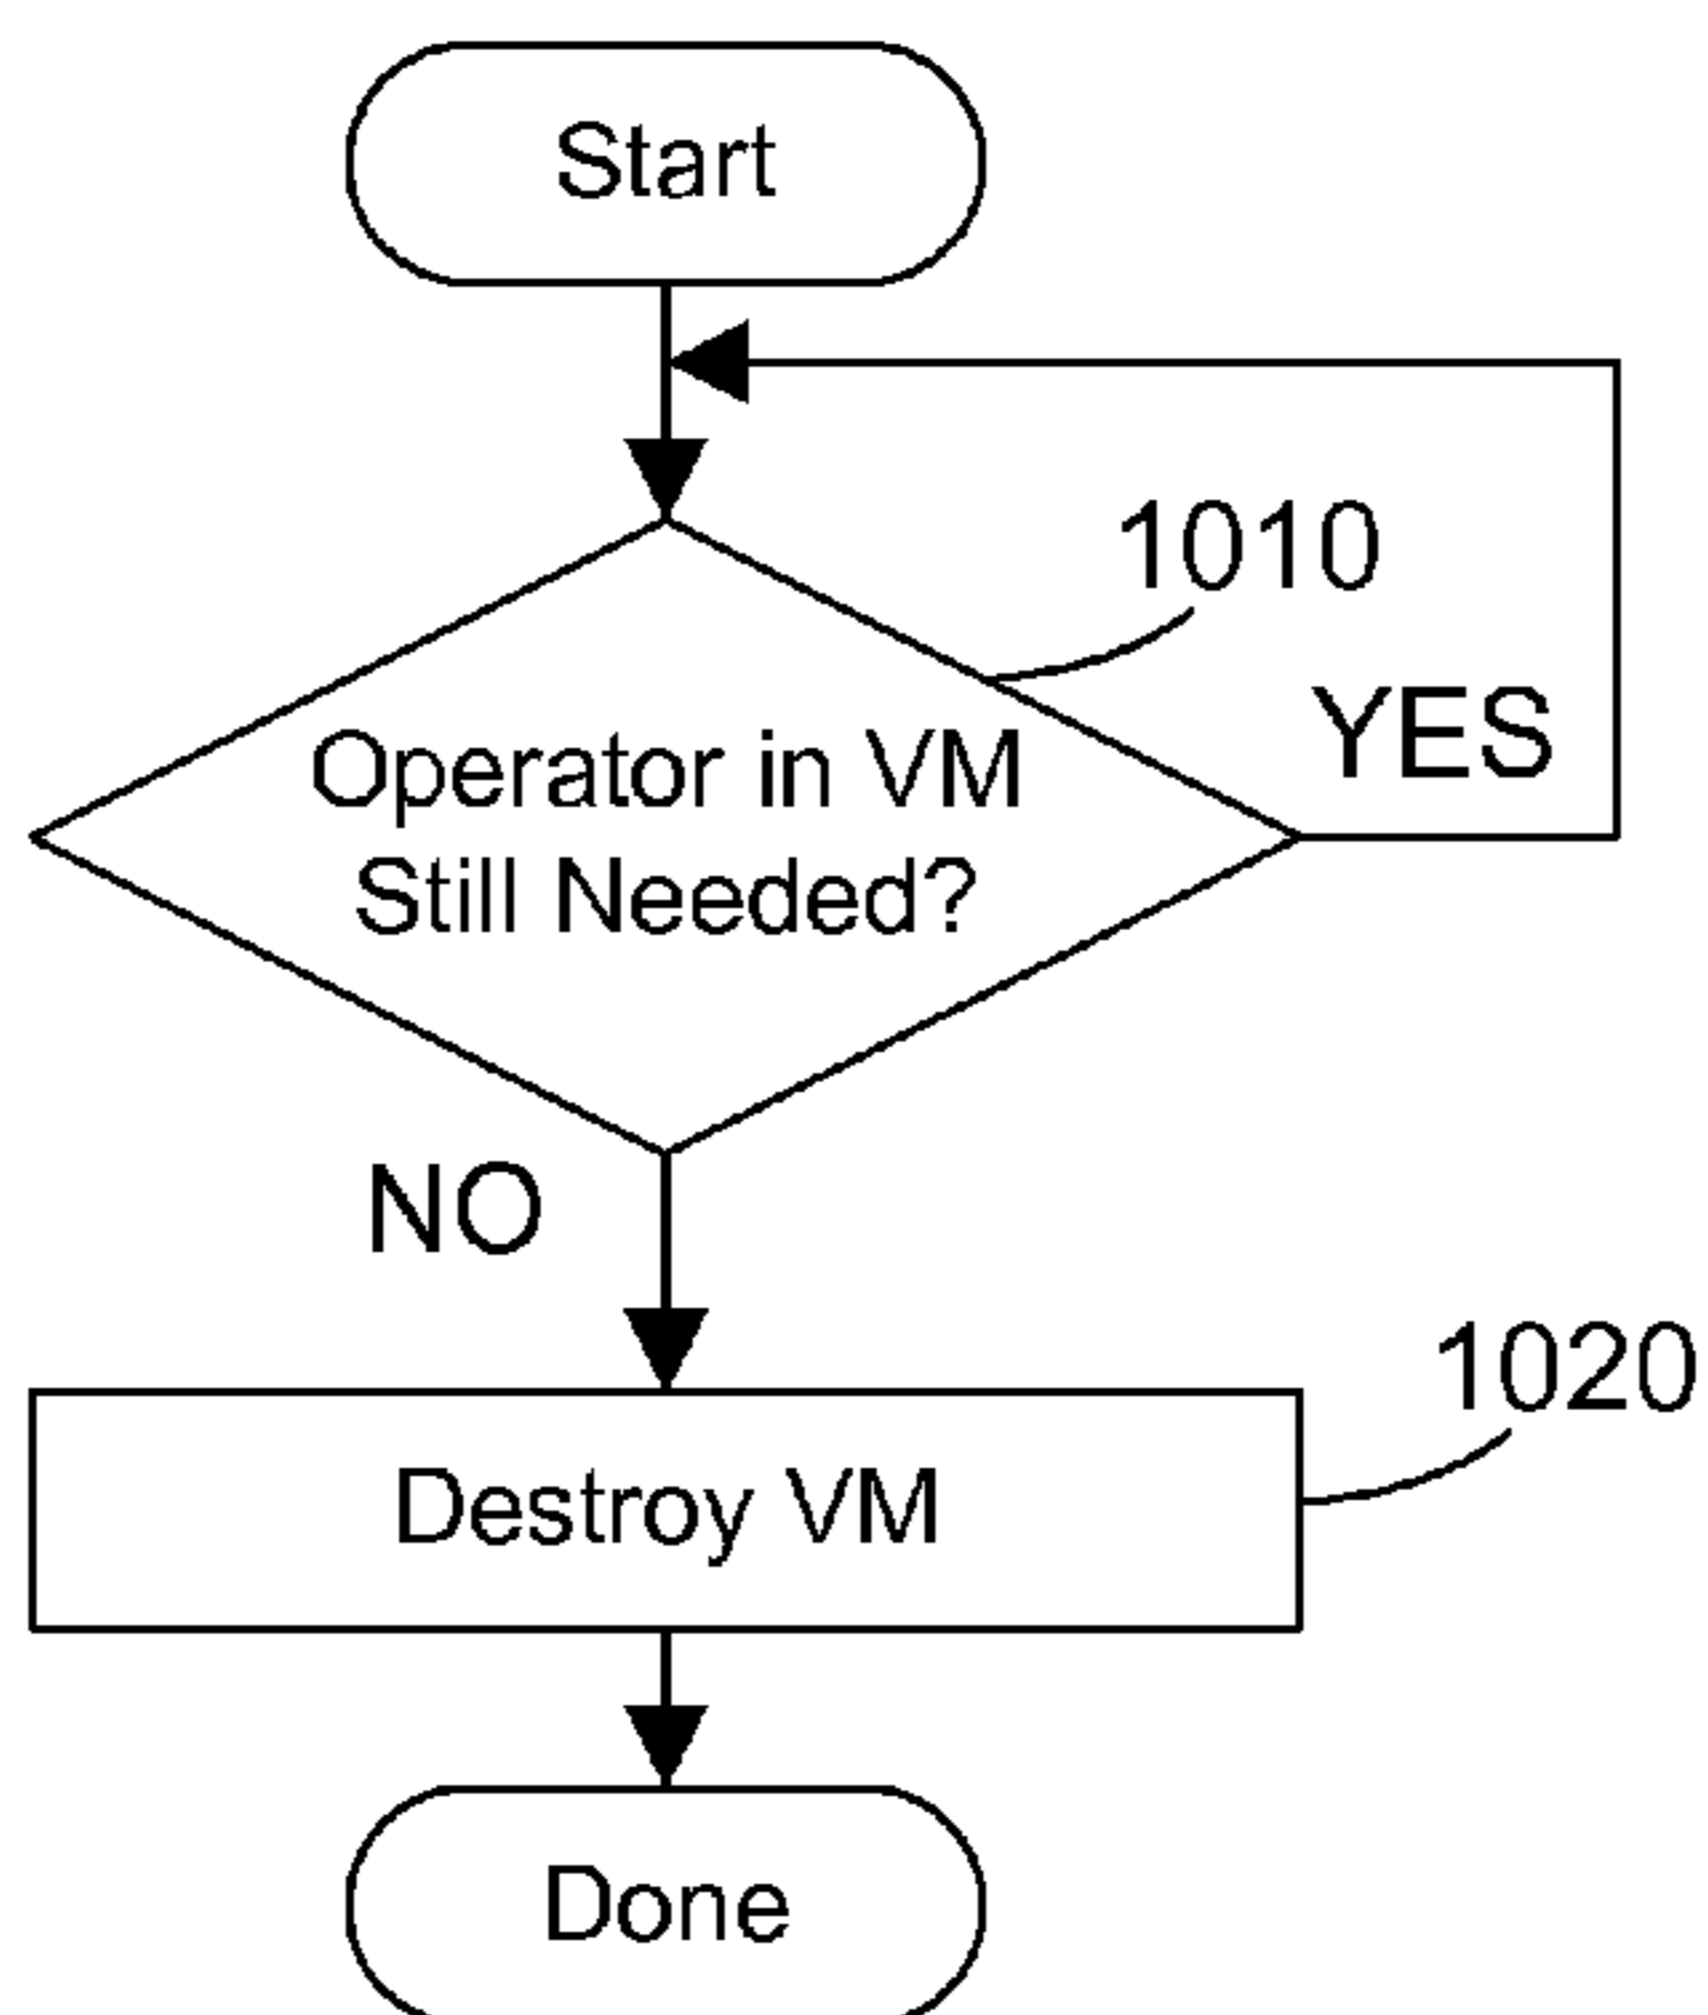 Start
1010
YES
Operator in VM
Still Needed?
NO
1020
Destroy VM
Done